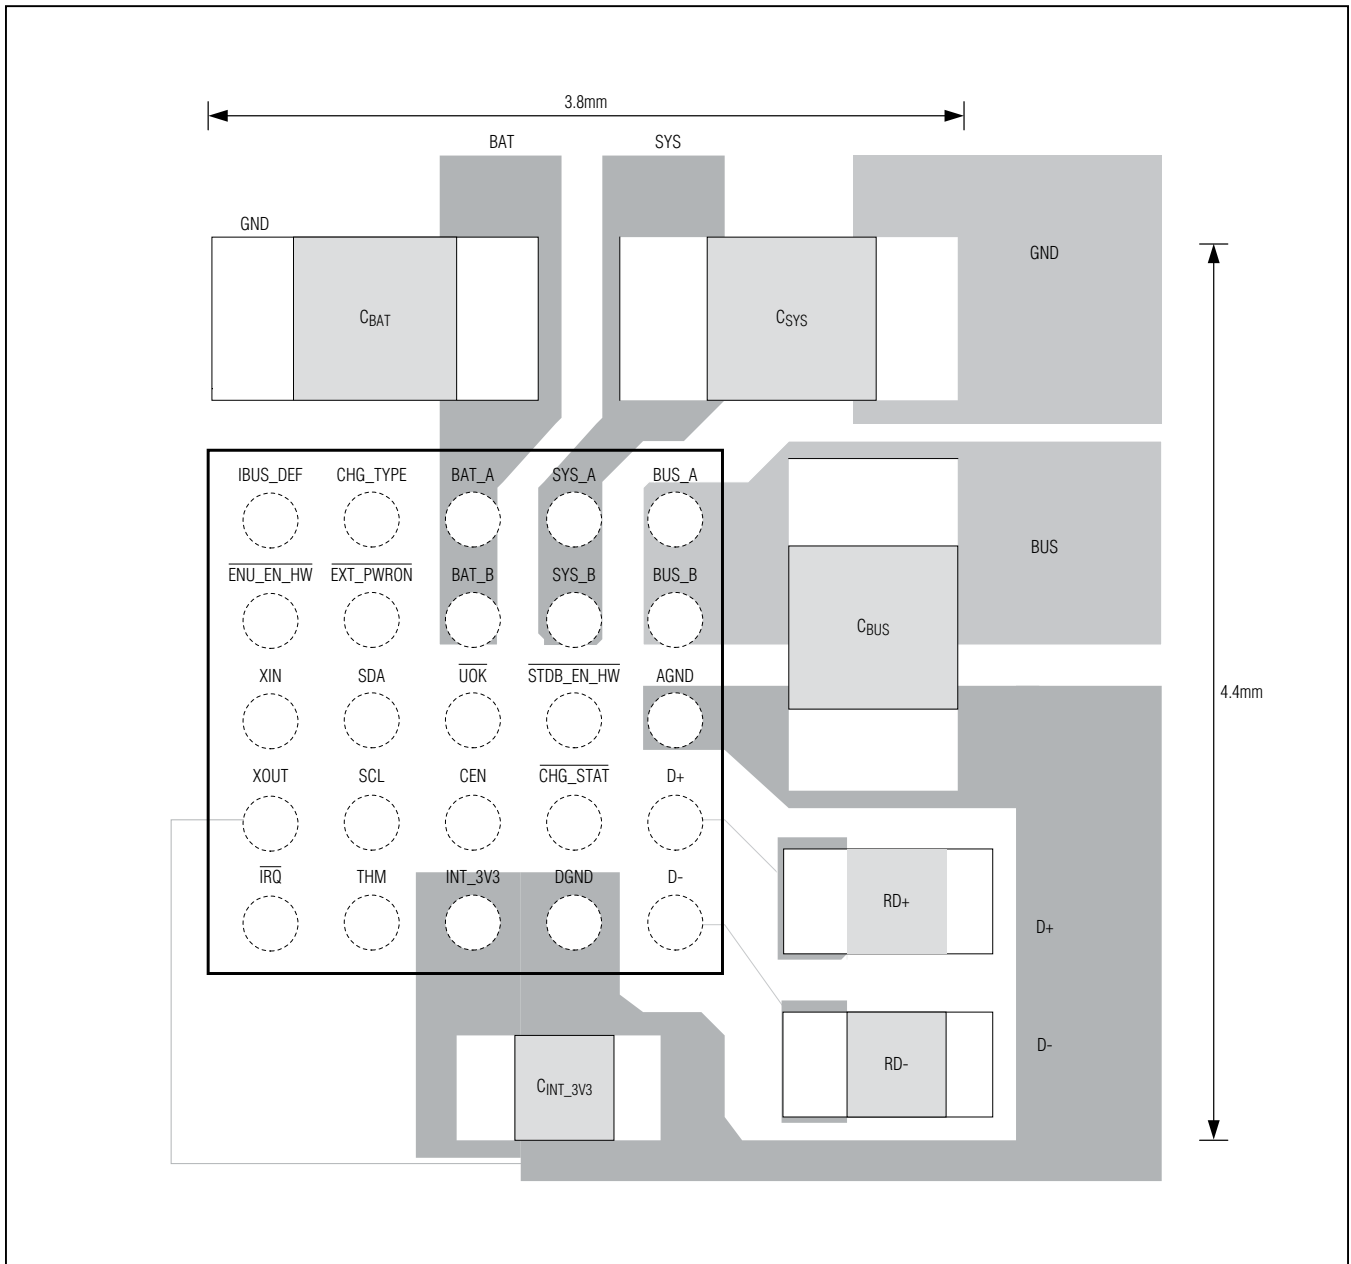 3.8mm
BAT SYS
GND
GND
CBAT CSYS
IBUS_DEF CHG_TYPE BAT_A SYS_A BUS_A
BUS
ENU_EN_HW EXT_PWRON BAT_B SYS_B BUS_B
CBUS
XIN SDA UOK STDB_EN_HW AGND
4.4mm
XOUT SCL CEN CHG_STAT D+
IRQ THM INT_3V3 DGND D-
RD+
D+
D-
RD-
CINT_3V3